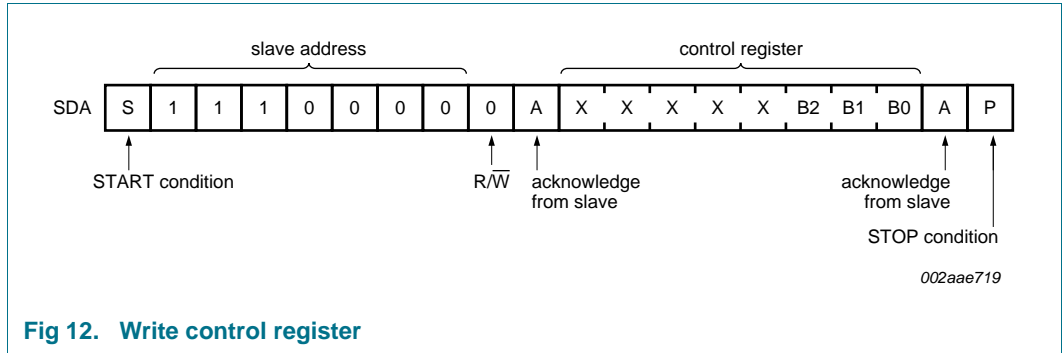 slave address control register
SDA S 1 1 1 0 0 0 0 0 A X X X X X B2 B1 B0 A P
START condition R/W̅ acknowledge from slave acknowledge from slave
STOP condition
002aae719
Fig 12. Write control register